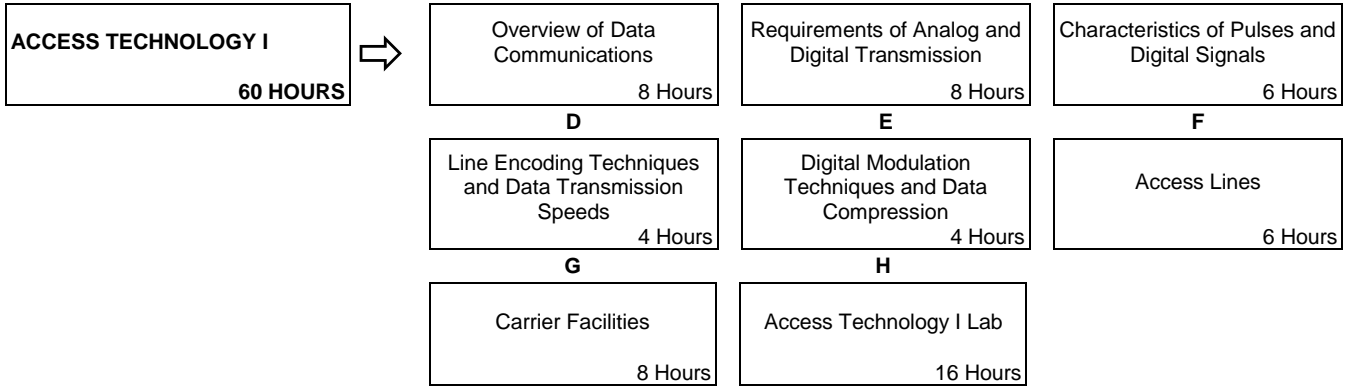 ACCESS TECHNOLOGY I
60 HOURS
Overview of Data
Communications
8 Hours
Requirements of Analog and
Digital Transmission
8 Hours
Characteristics of Pulses and
Digital Signals
6 Hours
D
E
F
Line Encoding Techniques
and Data Transmission
Speeds
4 Hours
Digital Modulation
Techniques and Data
Compression
4 Hours
Access Lines
6 Hours
G
H
Carrier Facilities
8 Hours
Access Technology I Lab
16 Hours